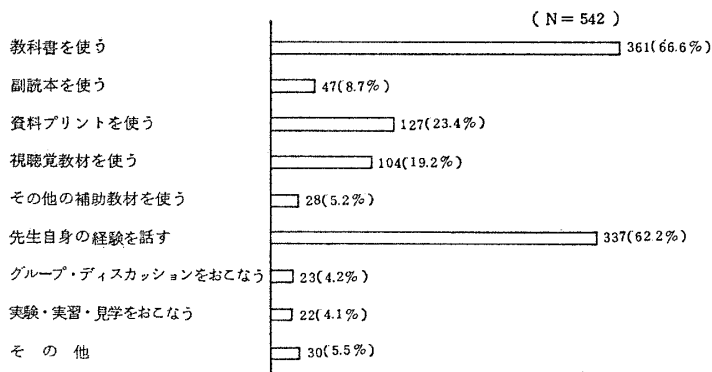 ( N = 542 )
教科書を使う 361(66.6%)
副読本を使う 47(8.7%)
資料プリントを使う 127(23.4%)
視聴覚教材を使う 104(19.2%)
その他の補助教材を使う 28(5.2%)
先生自身の経験を話す 337(62.2%)
グループ・ディスカッションをおこなう 23(4.2%)
実験・実習・見学をおこなう 22(4.1%)
そ の 他 30(5.5%)